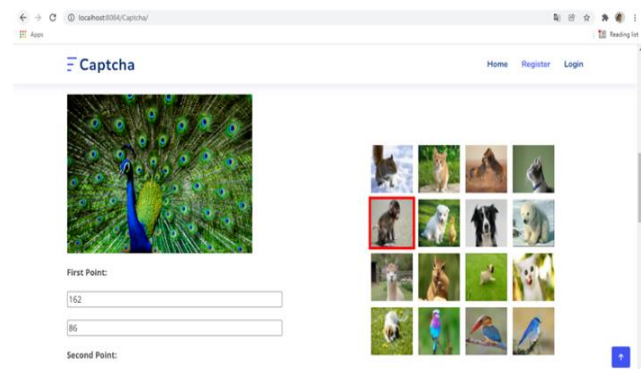 localhost:8084/Captcha/
Apps
Reading list
Captcha
Home Register Login
First Point:
162
86
Second Point: